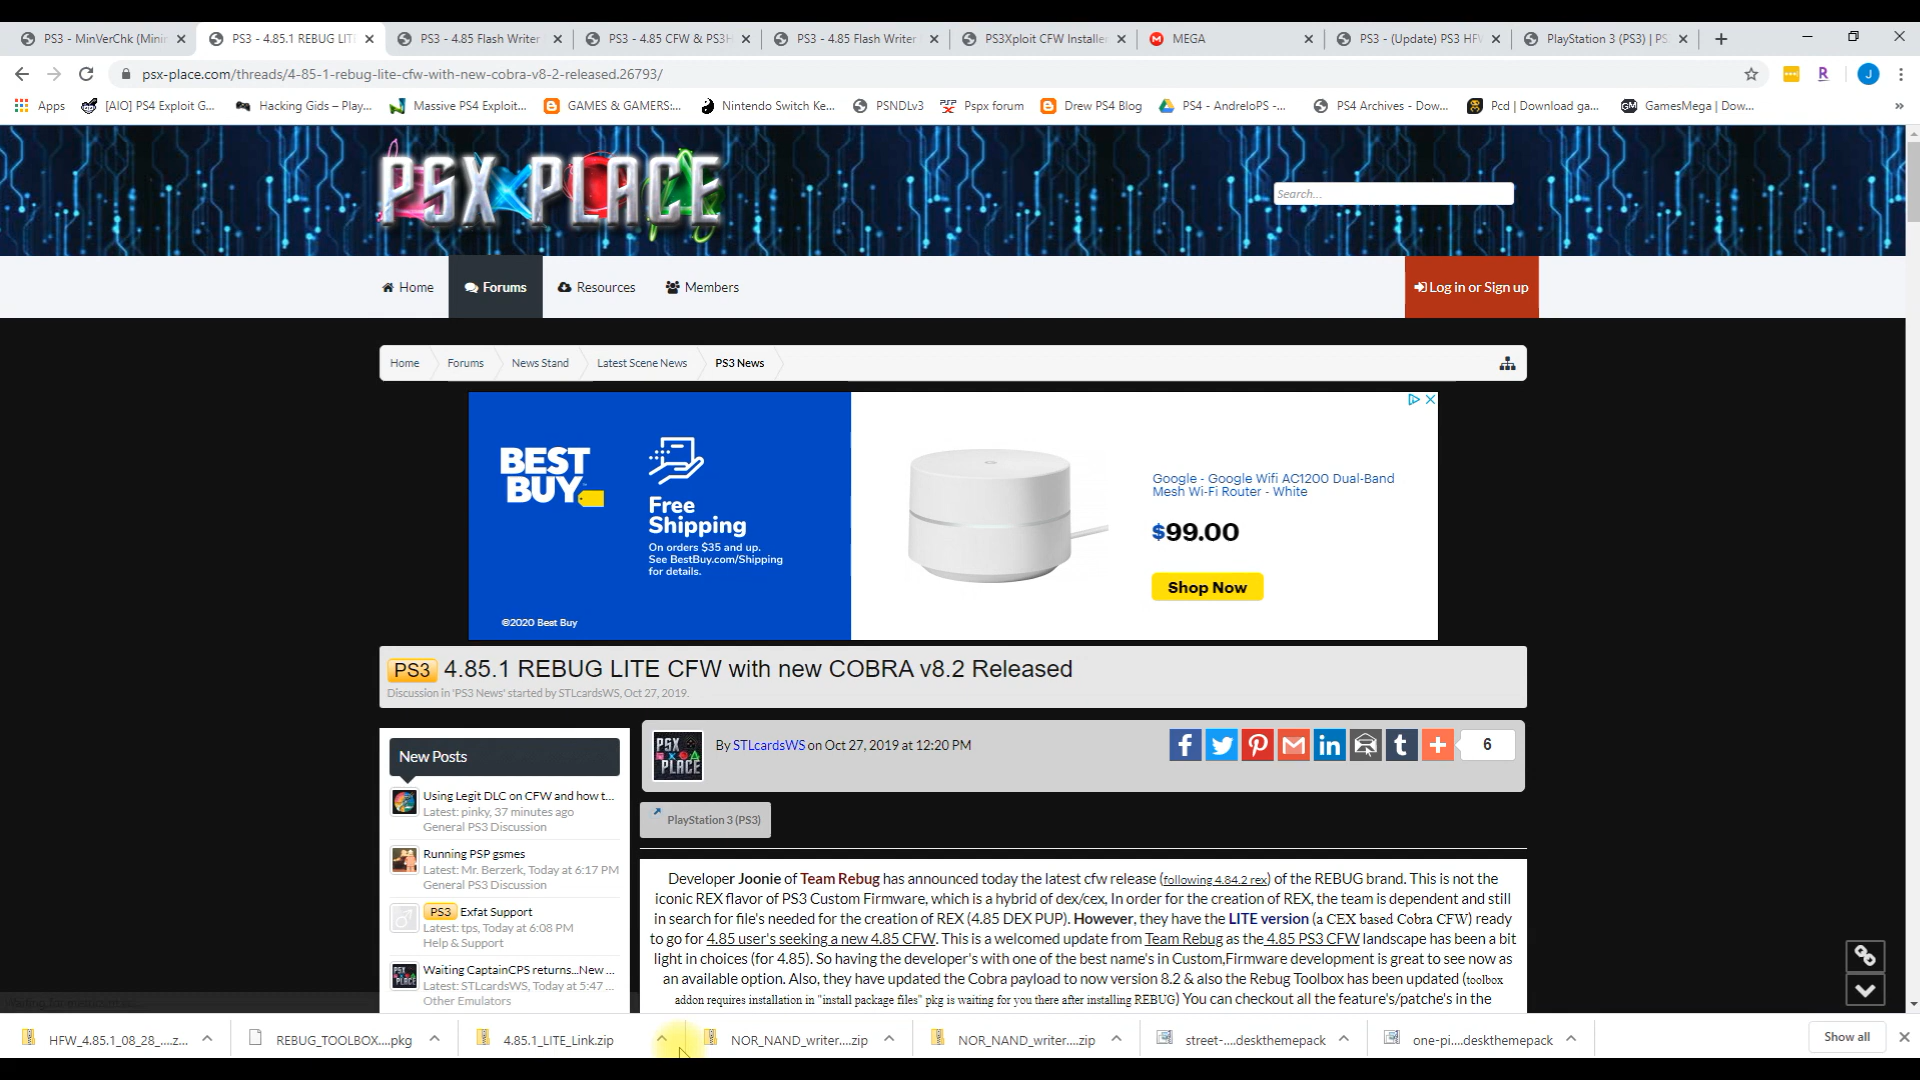 PS3 - MinVerChk (Mini
PS3 - 4.85.1 REBUG LIT
PS3 - 4.85 Flash Writer
PS3 - 4.85 CFW & PS3H
PS3 - 4.85 Flash Writer
PS3Xploit CFW Installer
MEGA
PS3 - (Update) PS3 HFW
PlayStation 3 (PS3) | PS
psx-place.com/threads/4-85-1-rebug-lite-cfw-with-new-cobra-v8-2-released.26793/
R
J
Apps
[AIO] PS4 Exploit G...
Hacking Gids – Play...
Massive PS4 Exploit...
GAMES & GAMERS:...
Nintendo Switch Ke...
PSNDLv3
Pspx forum
Drew PS4 Blog
PS4 - AndreloPS -...
PS4 Archives - Dow...
Pcd | Download ga...
GamesMega | Dow...
PSX PLACE
Search...
Home
Forums
Resources
Members
Log in or Sign up
Home
Forums
News Stand
Latest Scene News
PS3 News
BEST
BUY
Free
Shipping
On orders $35 and up.
See BestBuy.com/Shipping
for details.
©2020 Best Buy
Google - Google Wifi AC1200 Dual-Band
Mesh Wi-Fi Router - White
$99.00
Shop Now
PS3 4.85.1 REBUG LITE CFW with new COBRA v8.2 Released
Discussion in 'PS3 News' started by STLcardsWS, Oct 27, 2019.
New Posts
Using Legit DLC on CFW and how t...
Latest: pinky, 37 minutes ago
General PS3 Discussion
Running PSP gsmes
Latest: Mr. Berzerk, Today at 6:17 PM
General PS3 Discussion
PS3 Exfat Support
Latest: tps, Today at 6:08 PM
Help & Support
Waiting CaptainCPS returns...New ...
Latest: STLcardsWS, Today at 5:47 ...
Other Emulators
PSX
PLACE
By STLcardsWS on Oct 27, 2019 at 12:20 PM
6
PlayStation 3 (PS3)
Developer Joonie of Team Rebug has announced today the latest cfw release (following 4.84.2 rex) of the REBUG brand. This is not the
iconic REX flavor of PS3 Custom Firmware, which is a hybrid of dex/cex, In order for the creation of REX, the team is dependent and still
in search for file's needed for the creation of REX (4.85 DEX PUP). However, they have the LITE version (a CEX based Cobra CFW) ready
to go for 4.85 user's seeking a new 4.85 CFW. This is a welcomed update from Team Rebug as the 4.85 PS3 CFW landscape has been a bit
light in choices (for 4.85). So having the developer's with one of the best name's in Custom,Firmware development is great to see now as
an available option. Also, they have updated the Cobra payload to now version 8.2 & also the Rebug Toolbox has been updated (toolbox
addon requires installation in "install package files" pkg is waiting for you there after installing REBUG) You can checkout all the feature's/patche's in the
HFW_4.85.1_08_28_....z...
REBUG_TOOLBOX....pkg
4.85.1_LITE_Link.zip
NOR_NAND_writer....zip
NOR_NAND_writer....zip
street-....deskthemepack
one-pi....deskthemepack
Show all